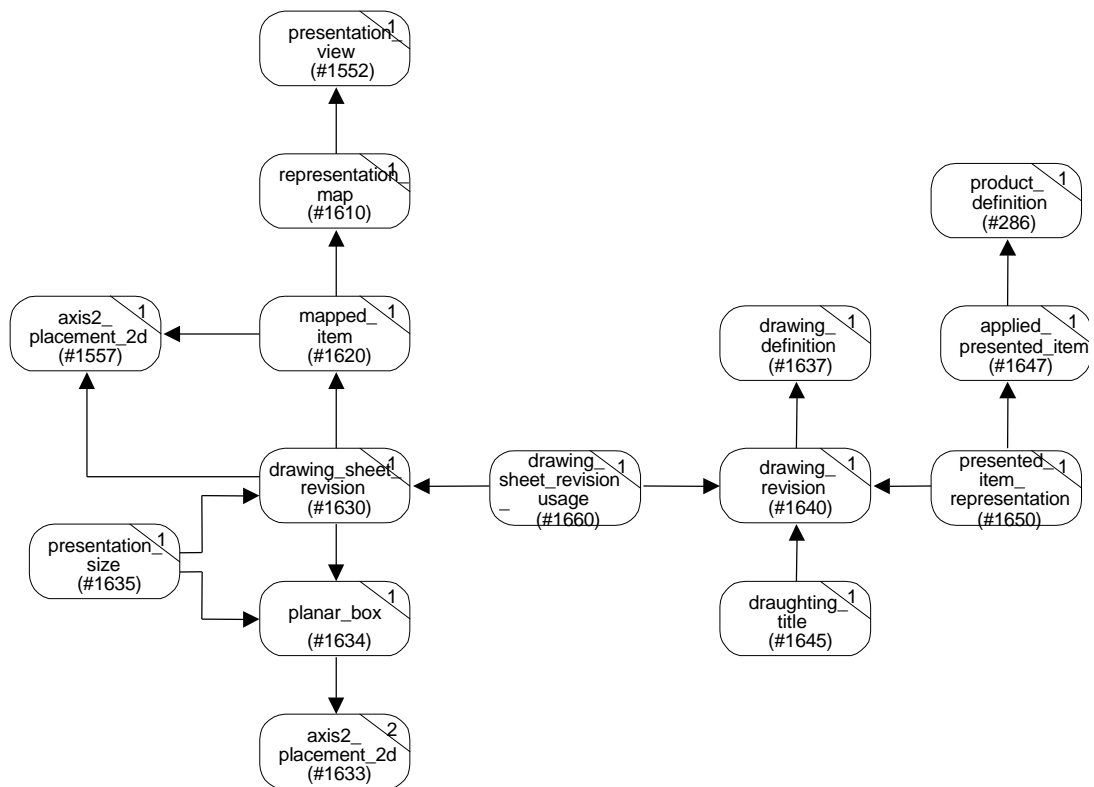 presentation_ 1
view
(#1552)
representation_ 1
map
(#1610)
product_ 1
definition
(#286)
axis2_ 1
placement_2d
(#1557)
mapped_ 1
item
(#1620)
drawing_ 1
definition
(#1637)
applied_ 1
presented_item
(#1647)
drawing_sheet_ 1
revision
(#1630)
drawing_ 1
sheet_revision
usage
_ (#1660)
drawing_ 1
revision
(#1640)
presented_ 1
item_
representation
(#1650)
presentation_ 1
size
(#1635)
planar_box 1
(#1634)
draughting_ 1
title
(#1645)
axis2_ 2
placement_2d
(#1633)